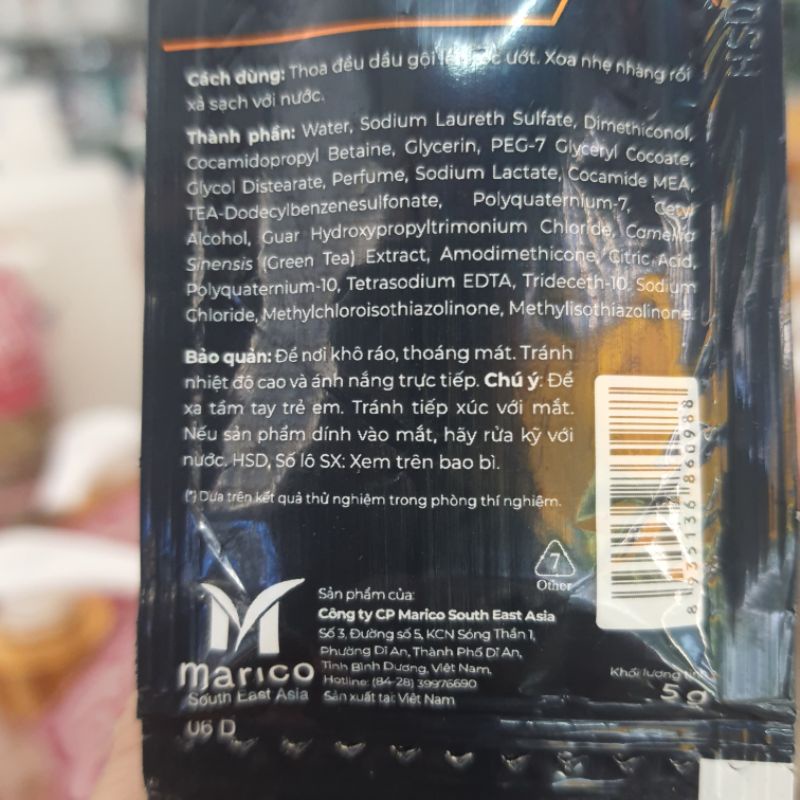 HSD
Cách dùng: Thoa đều dầu gội lên tóc ướt. Xoa nhẹ nhàng rồi
xả sạch với nước.
Thành phần: Water, Sodium Laureth Sulfate, Dimethiconol,
Cocamidopropyl Betaine, Glycerin, PEG-7 Glyceryl Cocoate,
Glycol Distearate, Perfume, Sodium Lactate, Cocamide MEA,
TEA-Dodecylbenzenesulfonate, Polyquaternium-7, Cetyl
Alcohol, Guar Hydroxypropyltrimonium Chloride, Camellia
Sinensis (Green Tea) Extract, Amodimethicone, Citric Acid,
Polyquaternium-10, Tetrasodium EDTA, Trideceth-10, Sodium
Chloride, Methylchloroisothiazolinone, Methylisothiazolinone.
Bảo quản: Để nơi khô ráo, thoáng mát. Tránh
nhiệt độ cao và ánh nắng trực tiếp. Chú ý: Để
xa tầm tay trẻ em. Tránh tiếp xúc với mắt.
Nếu sản phẩm dính vào mắt, hãy rửa kỹ với
nước. HSD, Số lô SX: Xem trên bao bì.
(*) Dựa trên kết quả thử nghiệm trong phòng thí nghiệm.
8 935136 860988
7
Other
marico
South East Asia
Sản phẩm của:
Công ty CP Marico South East Asia
Số 3, Đường số 5, KCN Sóng Thần 1,
Phường Dĩ An, Thành Phố Dĩ An,
Tỉnh Bình Dương, Việt Nam.
Hotline: (84-28) 39976690
Sản xuất tại Việt Nam
Khối lượng tịnh
5 g
06 D